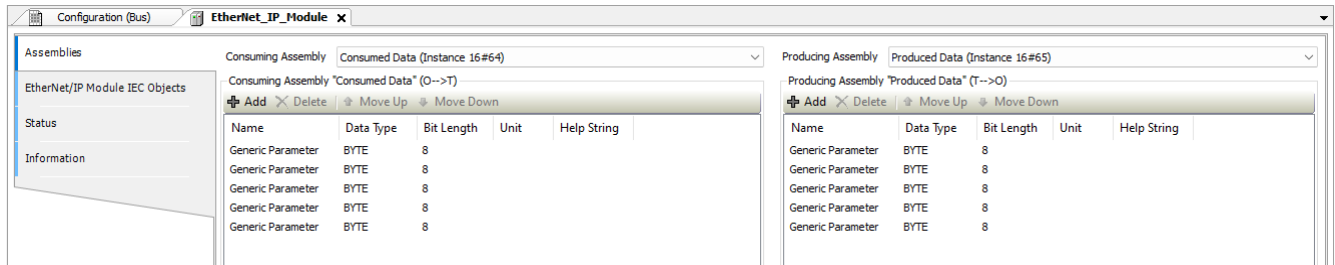 Configuration (Bus) EtherNet_IP_Module X
Assemblies
EtherNet/IP Module IEC Objects
Status
Information
Consuming Assembly Consumed Data (Instance 16#64)
Consuming Assembly "Consumed Data" (O-->T)
Add Delete Move Up Move Down
Name Data Type Bit Length Unit Help String
Generic Parameter BYTE 8
Generic Parameter BYTE 8
Generic Parameter BYTE 8
Generic Parameter BYTE 8
Generic Parameter BYTE 8
Producing Assembly Produced Data (Instance 16#65)
Producing Assembly "Produced Data" (T-->O)
Add Delete Move Up Move Down
Name Data Type Bit Length Unit Help String
Generic Parameter BYTE 8
Generic Parameter BYTE 8
Generic Parameter BYTE 8
Generic Parameter BYTE 8
Generic Parameter BYTE 8